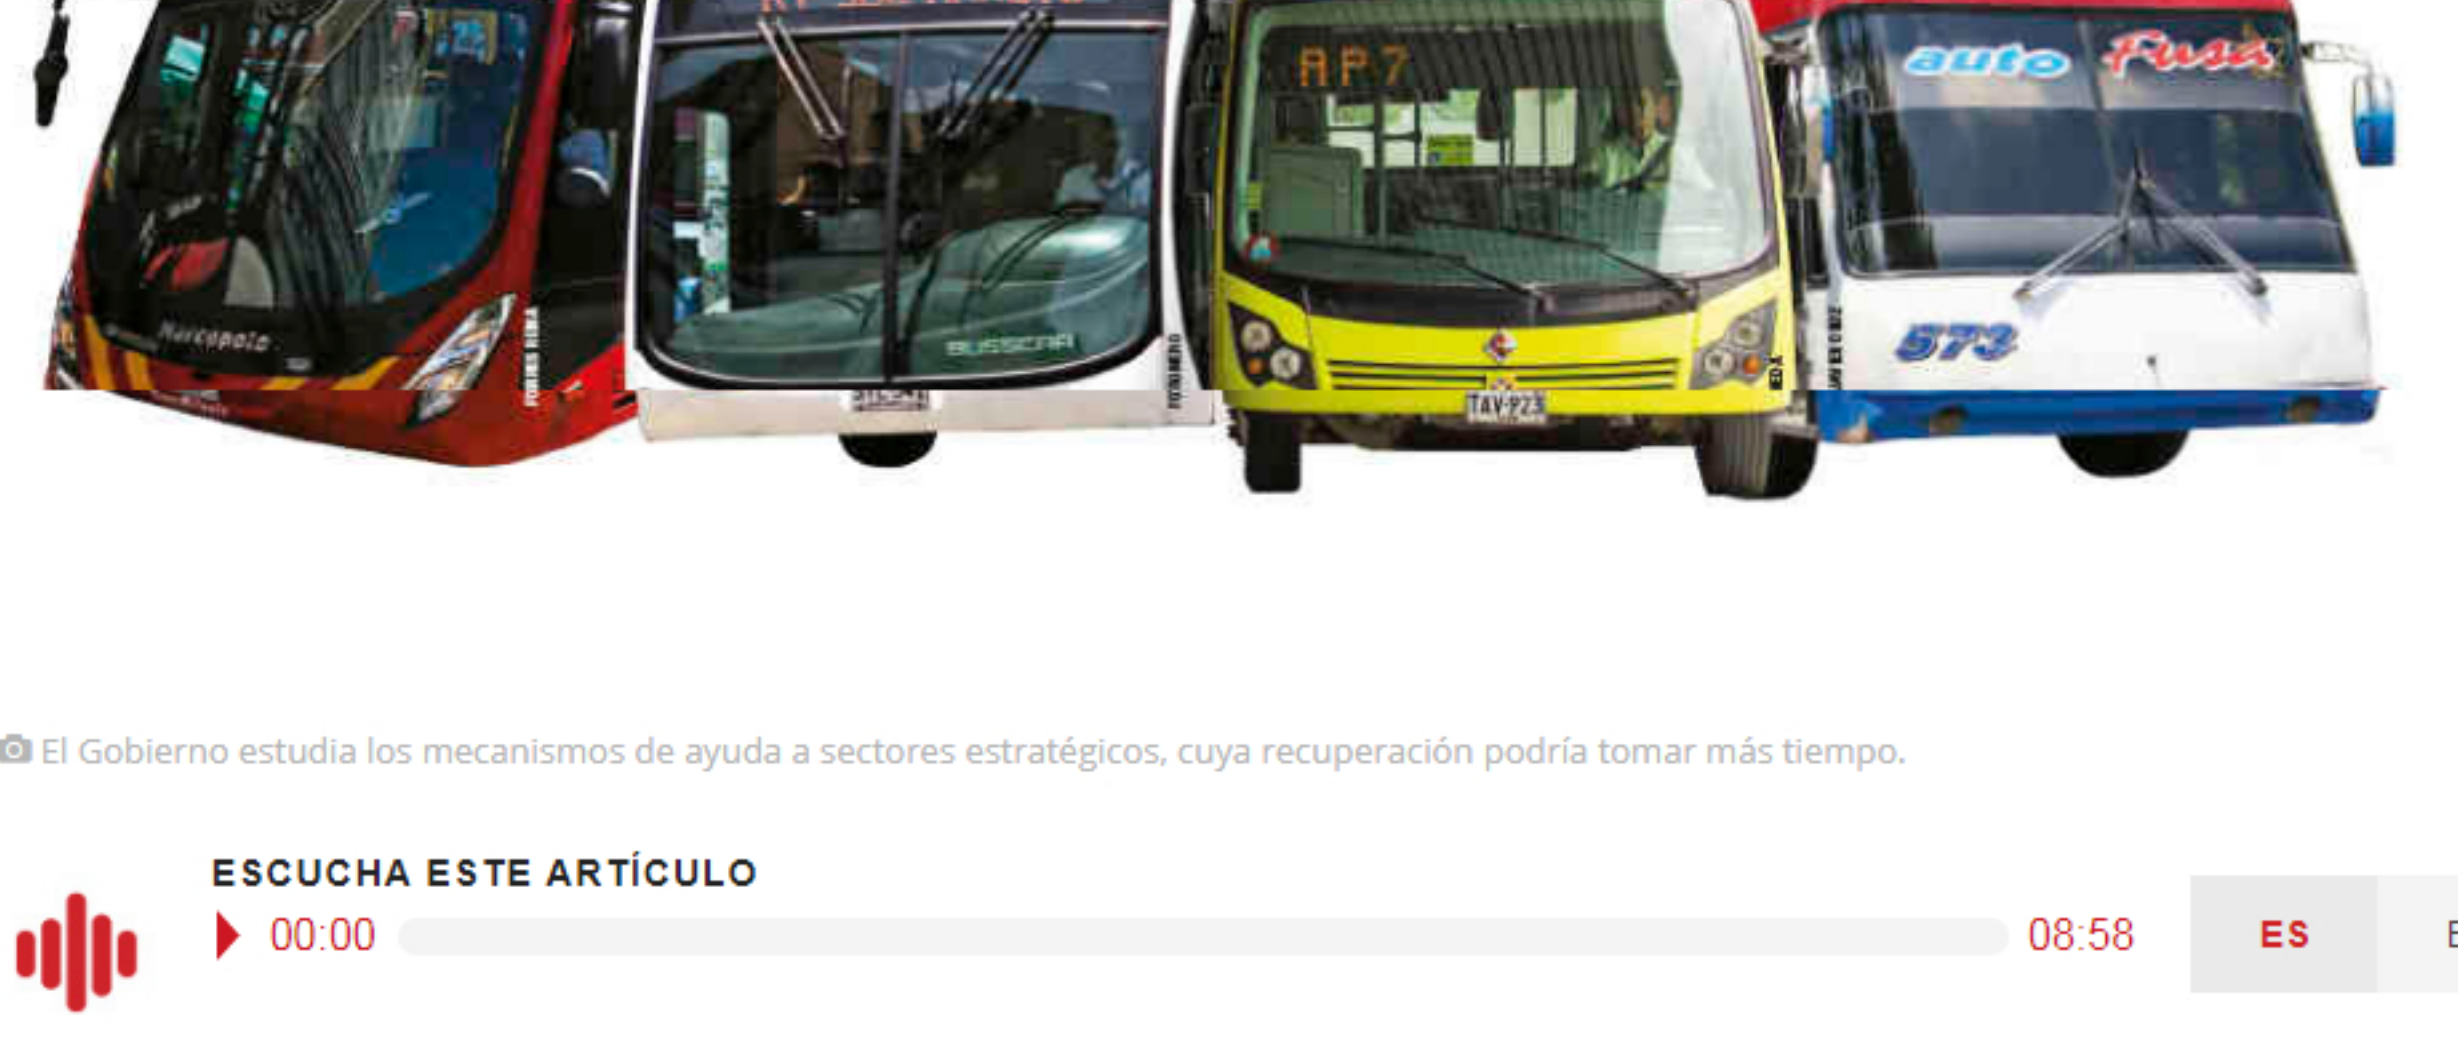 auto Fusa
AP7
Marcopolo
BUSSCAR
573
TAV-P23
El Gobierno estudia los mecanismos de ayuda a sectores estratégicos, cuya recuperación podría tomar más tiempo.
ESCUCHA ESTE ARTÍCULO
00:00
08:58
ES